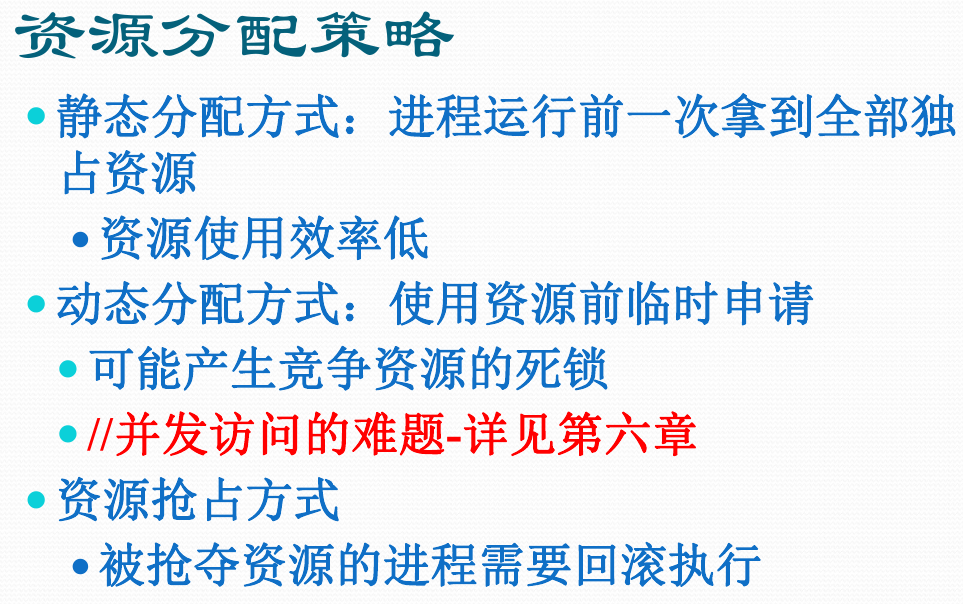 资源分配策略
静态分配方式：进程运行前一次拿到全部独
占资源
资源使用效率低
动态分配方式：使用资源前临时申请
可能产生竞争资源的死锁
//并发访问的难题-详见第六章
资源抢占方式
被抢夺资源的进程需要回滚执行